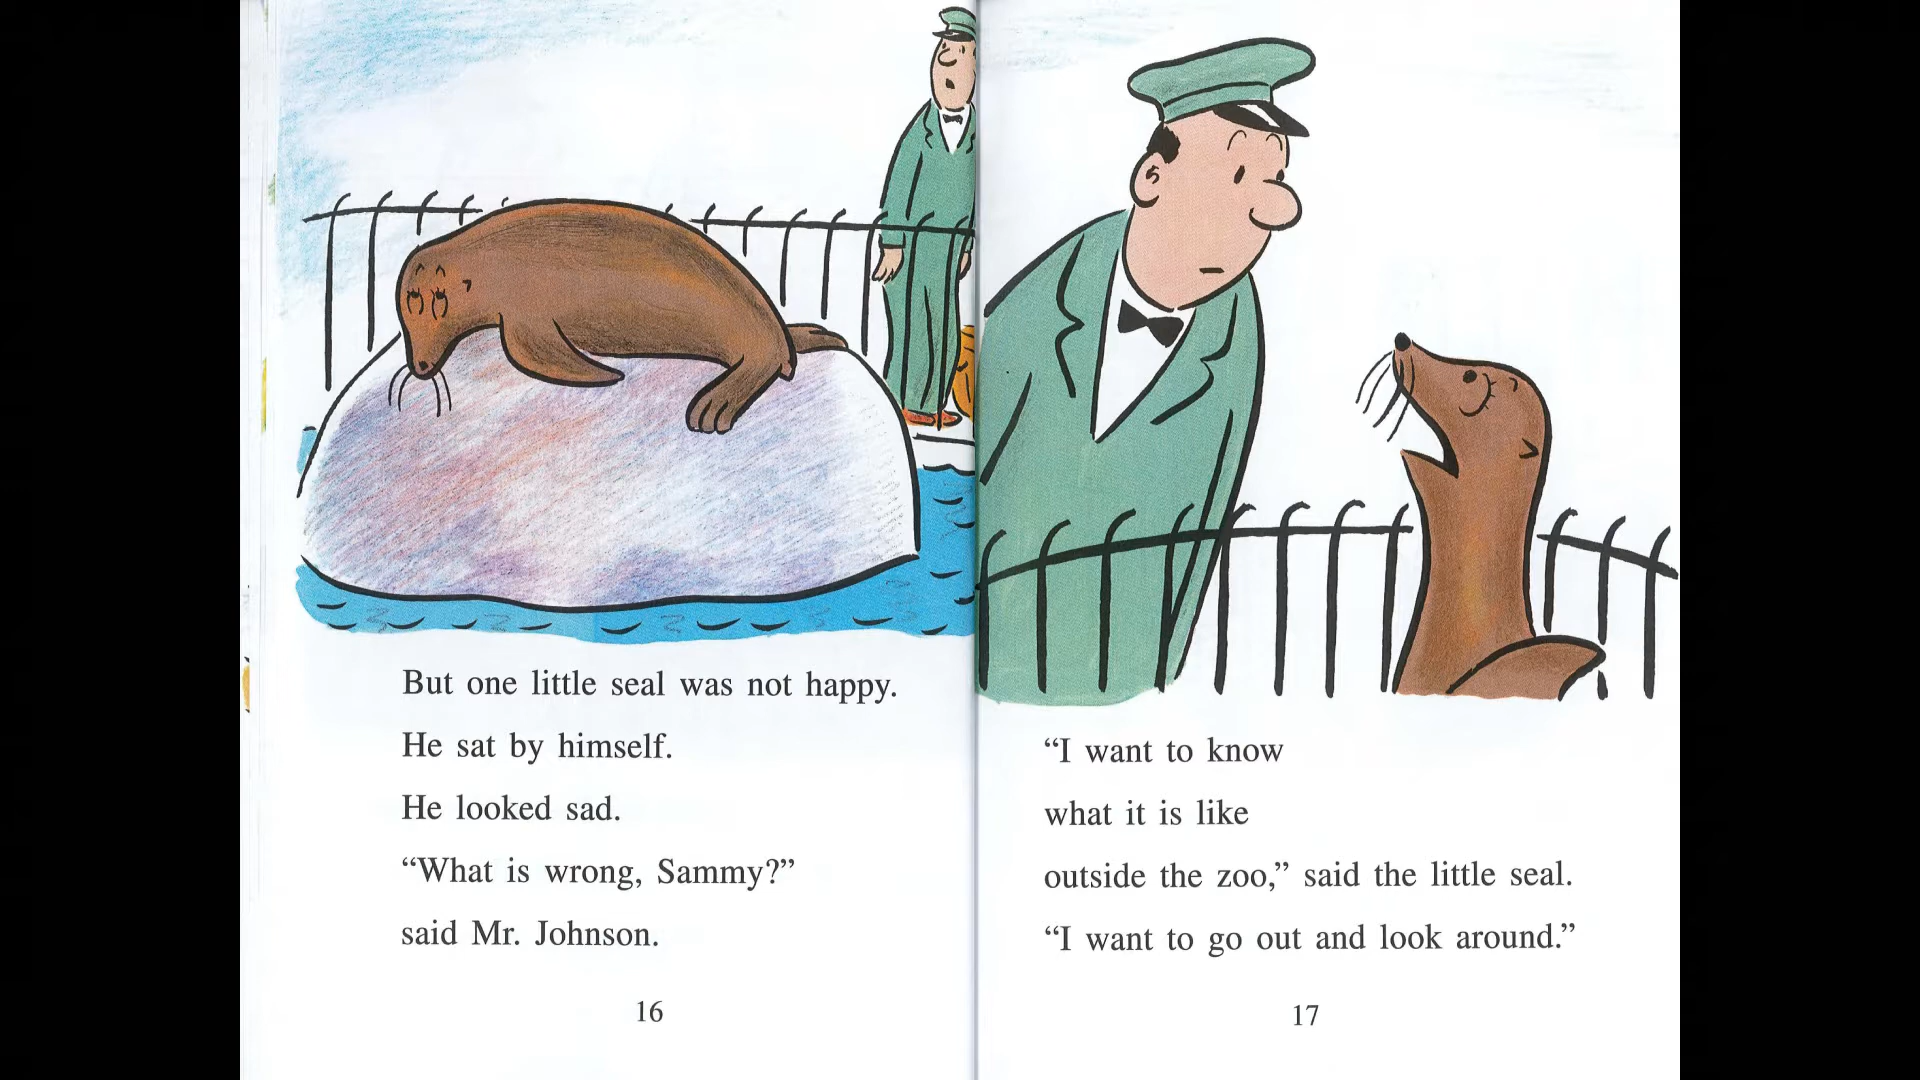 But one little seal was not happy.
He sat by himself.
He looked sad.
“What is wrong, Sammy?”
said Mr. Johnson.
16
“I want to know
what it is like
outside the zoo,” said the little seal.
“I want to go out and look around.”
17